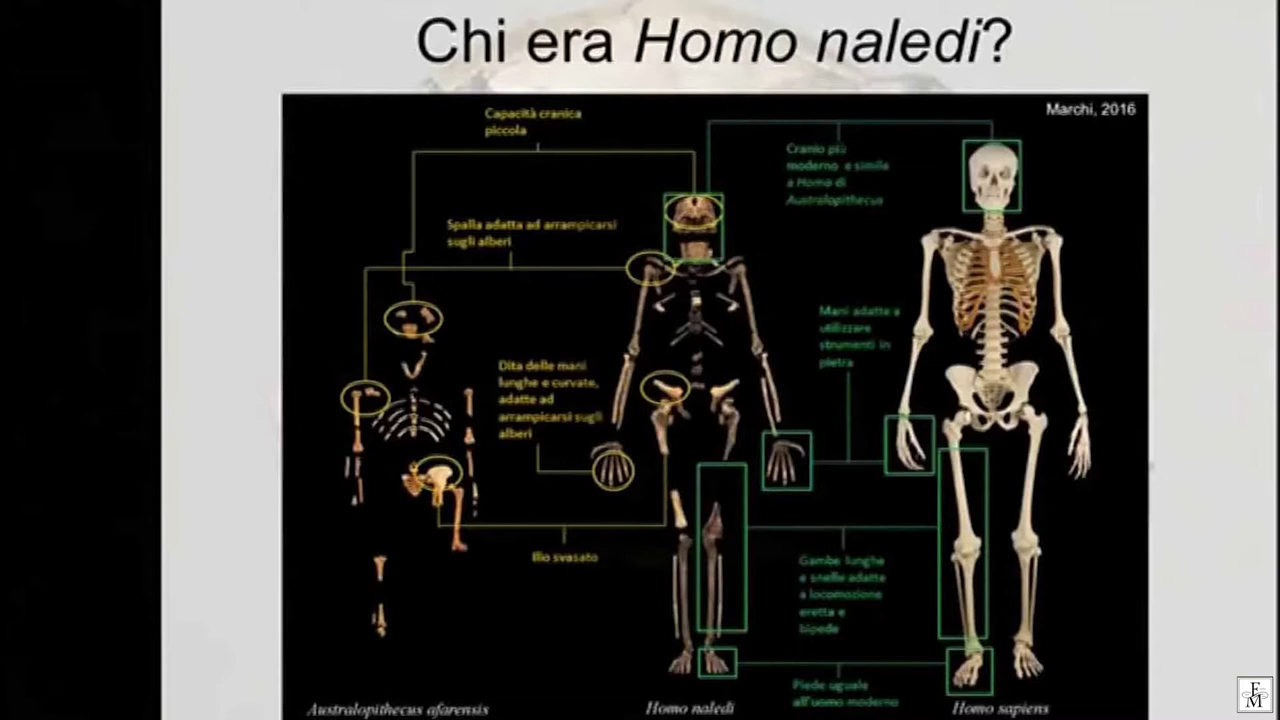 Chi era Homo naledi?
Marchi, 2016
Capacità cranica
piccola
Cranio più
moderno e simile
a Homo di
Australopithecus
Spalla adatta ad arrampicarsi
sugli alberi
Mani adatte a
utilizzare
strumenti in
pietra
Dita delle mani
lunghe e curvate,
adatte ad
arrampicarsi sugli
alberi
Ilio svasato
Gambe lunghe
e snelle adatte
a locomozione
eretta e
bipede
Piede uguale
all'uomo moderno
Australopithecus afarensis
Homo naledi
Homo sapiens
F
M